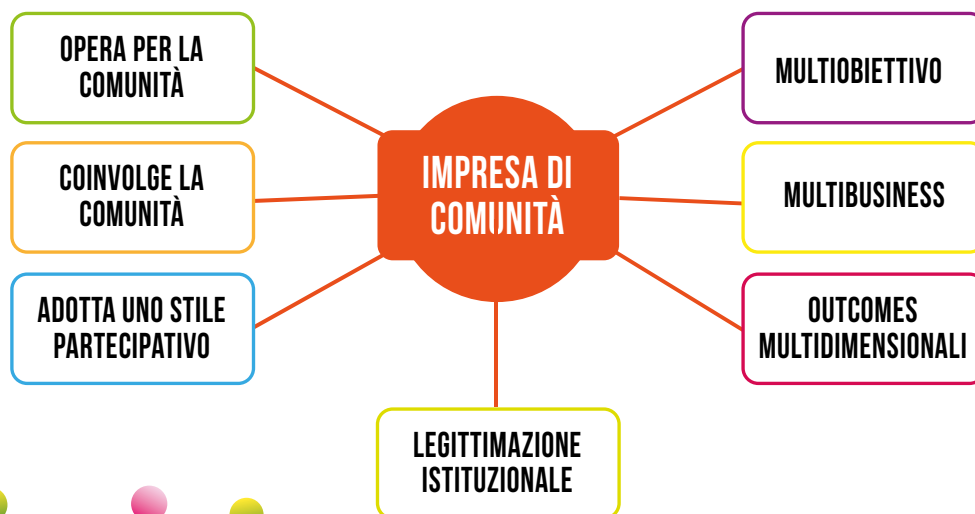 OPERA PER LA
COMUNITÀ
COINVOLGE LA
COMUNITÀ
ADOTTA UNO STILE
PARTECIPATIVO
IMPRESA DI
COMUNITÀ
MULTIOBIETTIVO
MULTIBUSINESS
OUTCOMES
MULTIDIMENSIONALI
LEGITTIMAZIONE
ISTITUZIONALE